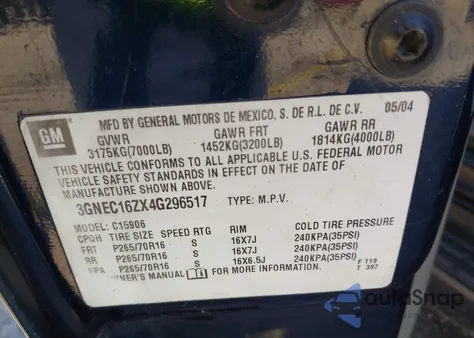 GM
MFD BY GENERAL MOTORS DE MEXICO, S. DE R.L. DE C.V. 05/04
GVWR GAWR FRT GAWR RR
3175KG(7000LB) 1452KG(3200LB) 1814KG(4000LB)
THIS VEHICLE CONFORMS TO ALL APPLICABLE U.S. FEDERAL MOTOR
VEHICLE SAFETY STANDARDS IN EFFECT ON THE DATE OF
MANUFACTURE SHOWN ABOVE.
3GNEC16ZX4G296517 TYPE: M.P.V.
MODEL: C15906
CPOH TIRE SIZE SPEED RTG RIM COLD TIRE PRESSURE
FRT P265/70R16 S 16X7J 240KPA(35PSI)
RR P265/70R16 S 16X7J 240KPA(35PSI)
SPA P265/70R16 S 16X6.5J 240KPA(35PSI)
OWNER'S MANUAL FOR MORE INFORMATION
F 119
T 397
autoSnap